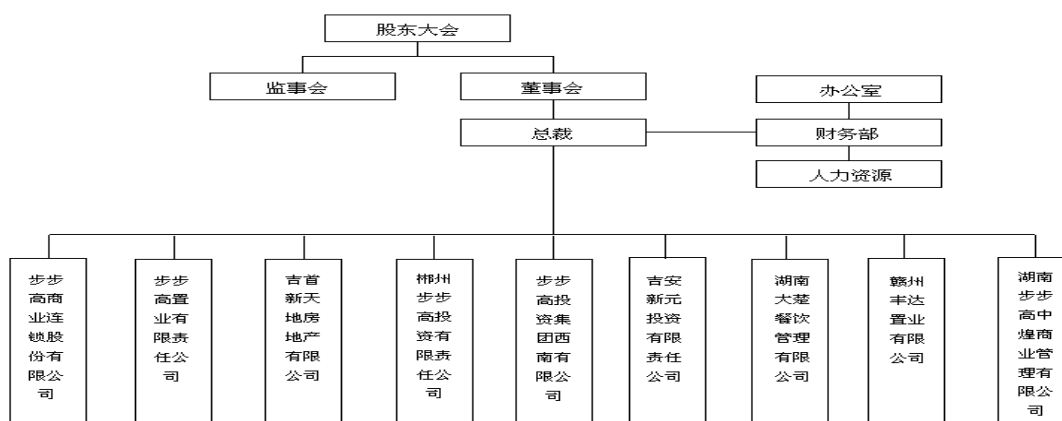 股东大会
监事会
董事会
办公室
总裁
财务部
人力资源
步步
高商
业连
锁股
份有
限公
司
步步
高置
业有
限责
任公
司
吉首
新天
地房
地产
有限
公司
郴州
步步
高投
资有
限责
任公
司
步步
高投
资集
团西
南有
限公
司
吉安
新元
投资
有限
责任
公司
湖南
大楚
餐饮
管理
有限
公司
赣州
丰达
置业
有限
公司
湖南
步步
高中
煌商
业管
理有
限公
司